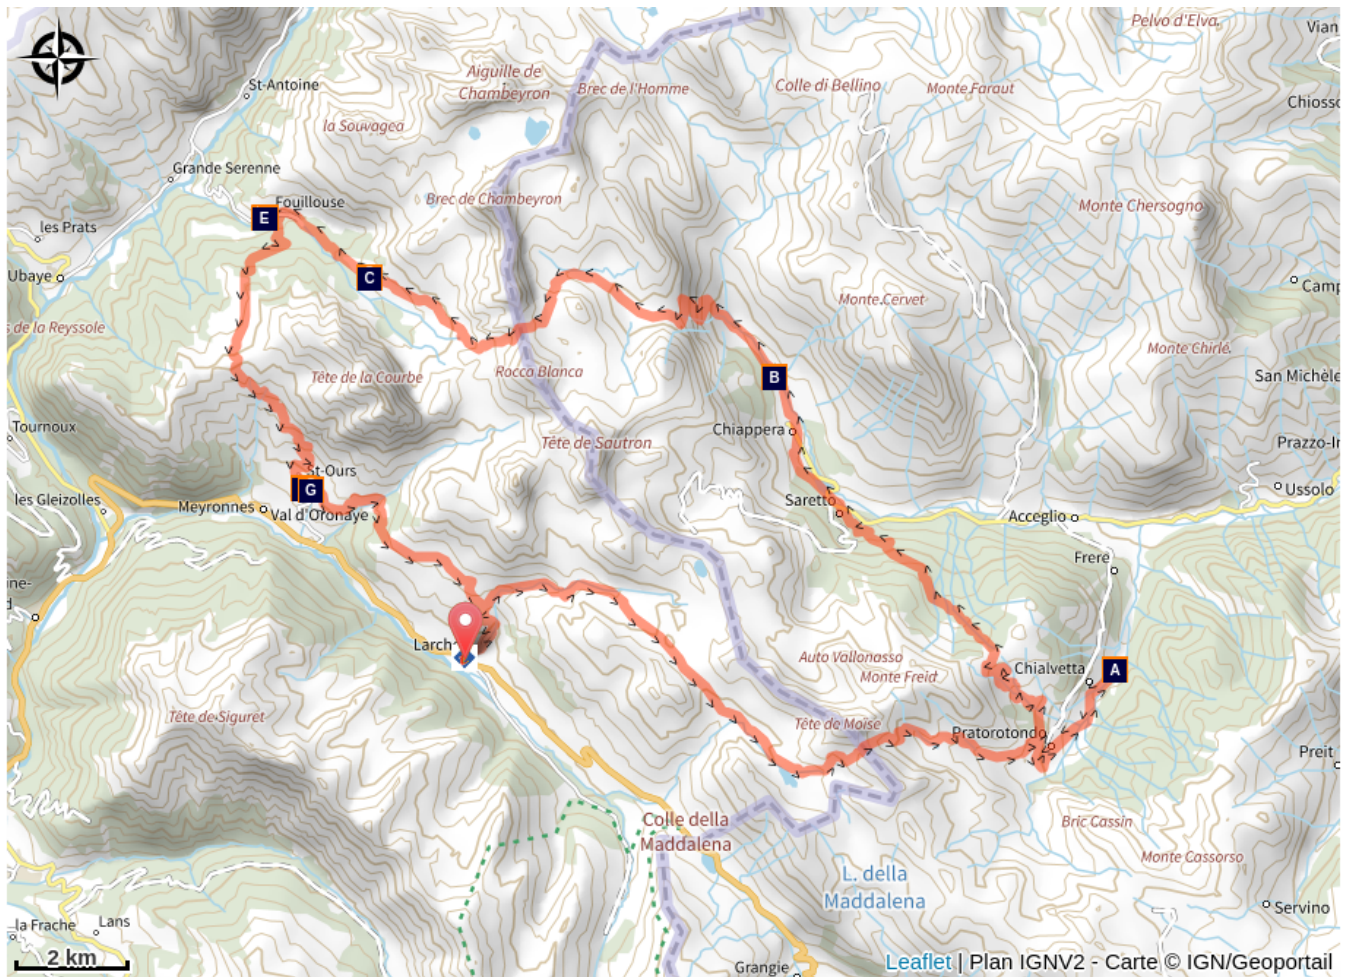 Pelvo d'Elva
Vian
Aiguille de
Chambeyron
Brec de l'Homme
Colle di Bellino
Monte Faraut
St-Antoine
Chiosso
la Souvagea
Grande Serenne
Brec de Chambeyron
Fouillouse
Monte Chersogno
E
les Prats
Ubaye
C
Camp
Monte Cervet
s de la Reyssole
Monte Chirlé
Rocca Blanca
Tête de la Courbe
B
San Michèle
Tournoux
Chiappera
Tête de Sautron
Prazzo-In
St-Ours
G
les Gleizolles
Meyronnes
Val d'Oronaye
Saretto
Ussolo
Acceglio
Frere
ine-
d
Larch
Auto Vallonasso
Monte Freid
Chialvetta
A
Tête de Siguret
Tête de Moïse
Pratorotondo
Preit
Colle della
Maddalena
Bric Cassin
Monte Cassorso
L. della
Maddalena
la Frache
Lans
Servino
2 km
Grangie
Leaflet | Plan IGNV2 - Carte © IGN/Geoportail